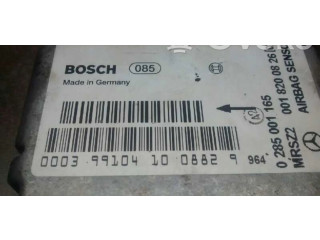 BOSCH 085
Made in Germany
0003 99104 10 0882 9 964
0 285 001 165
001 820 08 26
MRSZ2 AIRBAG SENSO